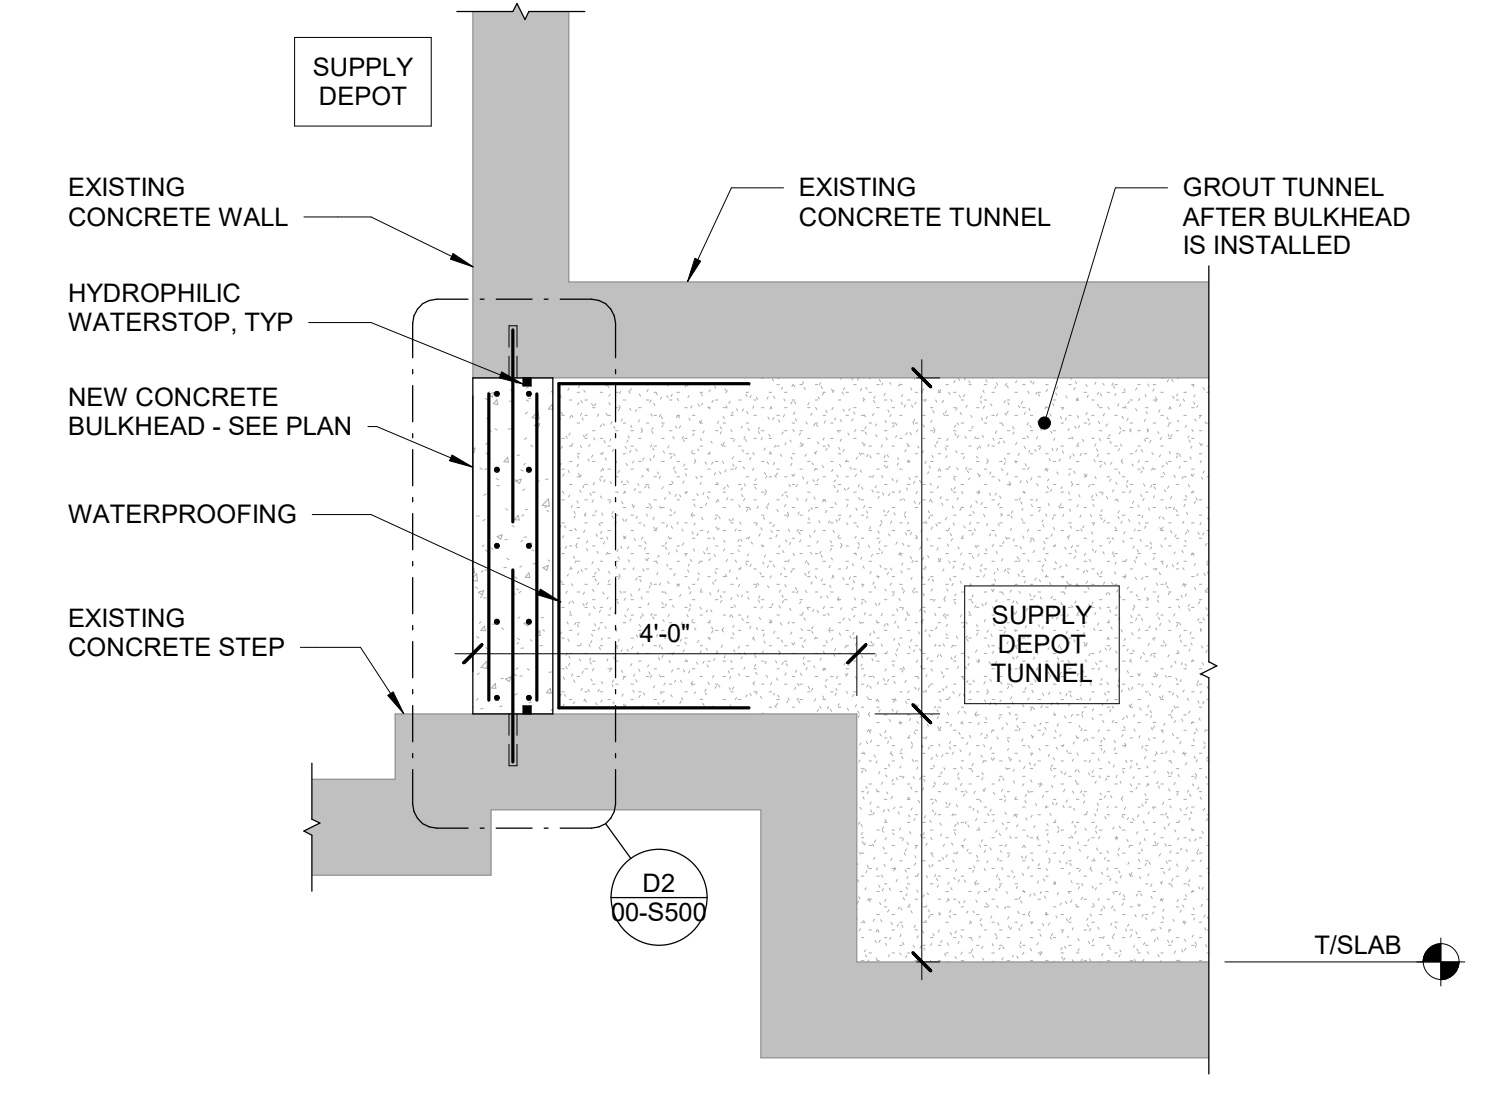 SUPPLY
DEPOT
EXISTING
CONCRETE WALL
EXISTING
CONCRETE TUNNEL
GROUT TUNNEL
AFTER BULKHEAD
IS INSTALLED
HYDROPHILIC
WATERSTOP, TYP
NEW CONCRETE
BULKHEAD - SEE PLAN
WATERPROOFING
EXISTING
CONCRETE STEP
4'-0"
SUPPLY
DEPOT
TUNNEL
D2
00-S500
T/SLAB